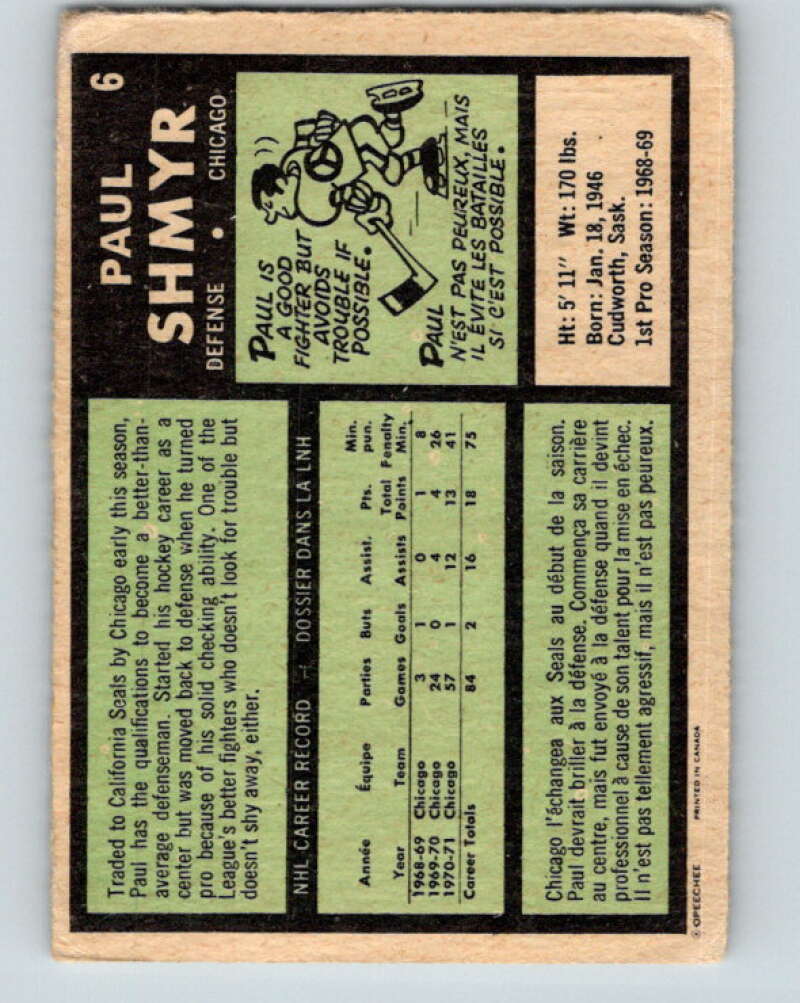 6
PAUL
SHMYR
DEFENSE • CHICAGO
Traded to California Seals by Chicago early this season,
Paul has the qualifications to become a better-than-
average defenseman. Started his hockey career as a
center but was moved back to defense when he turned
pro because of his solid checking ability. One of the
League's better fighters who doesn't look for trouble but
doesn't shy away, either.
PAUL IS
A GOOD
FIGHTER BUT
AVOIDS
TROUBLE IF
POSSIBLE.
PAUL
N'EST PAS PEUREUX, MAIS
IL ÉVITE LES BATAILLES
SI C'EST POSSIBLE.
NHL CAREER RECORD DOSSIER DANS LA LNH
Année Équipe Parties Buts Assist. Pts. Min. pun.
Year Team Games Goals Assists Total Points Penalty Min.
1968-69 Chicago 3 1 0 1 8
1969-70 Chicago 24 0 4 4 26
1970-71 Chicago 57 1 12 13 41
Career Totals 84 2 16 18 75
Ht: 5' 11" Wt: 170 lbs.
Born: Jan. 18, 1946
Cudworth, Sask.
1st Pro Season: 1968-69
Chicago l'échangea aux Seals au début de la saison.
Paul devrait briller à la défense. Commença sa carrière
au centre, mais fut envoyé à la défense quand il devint
professionnel à cause de son talent pour la mise en échec.
Il n'est pas tellement agressif, mais il n'est pas peureux.
© OPEECHEE PRINTED IN CANADA